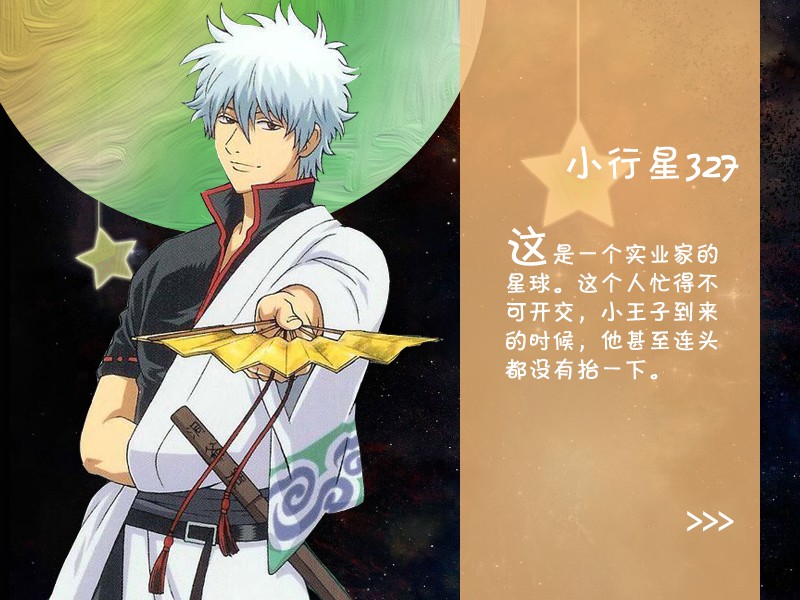 小行星327
这是一个实业家的
星球。这个人忙得不
可开交，小王子到来
的时候，他甚至连头
都没有抬一下。
>>>